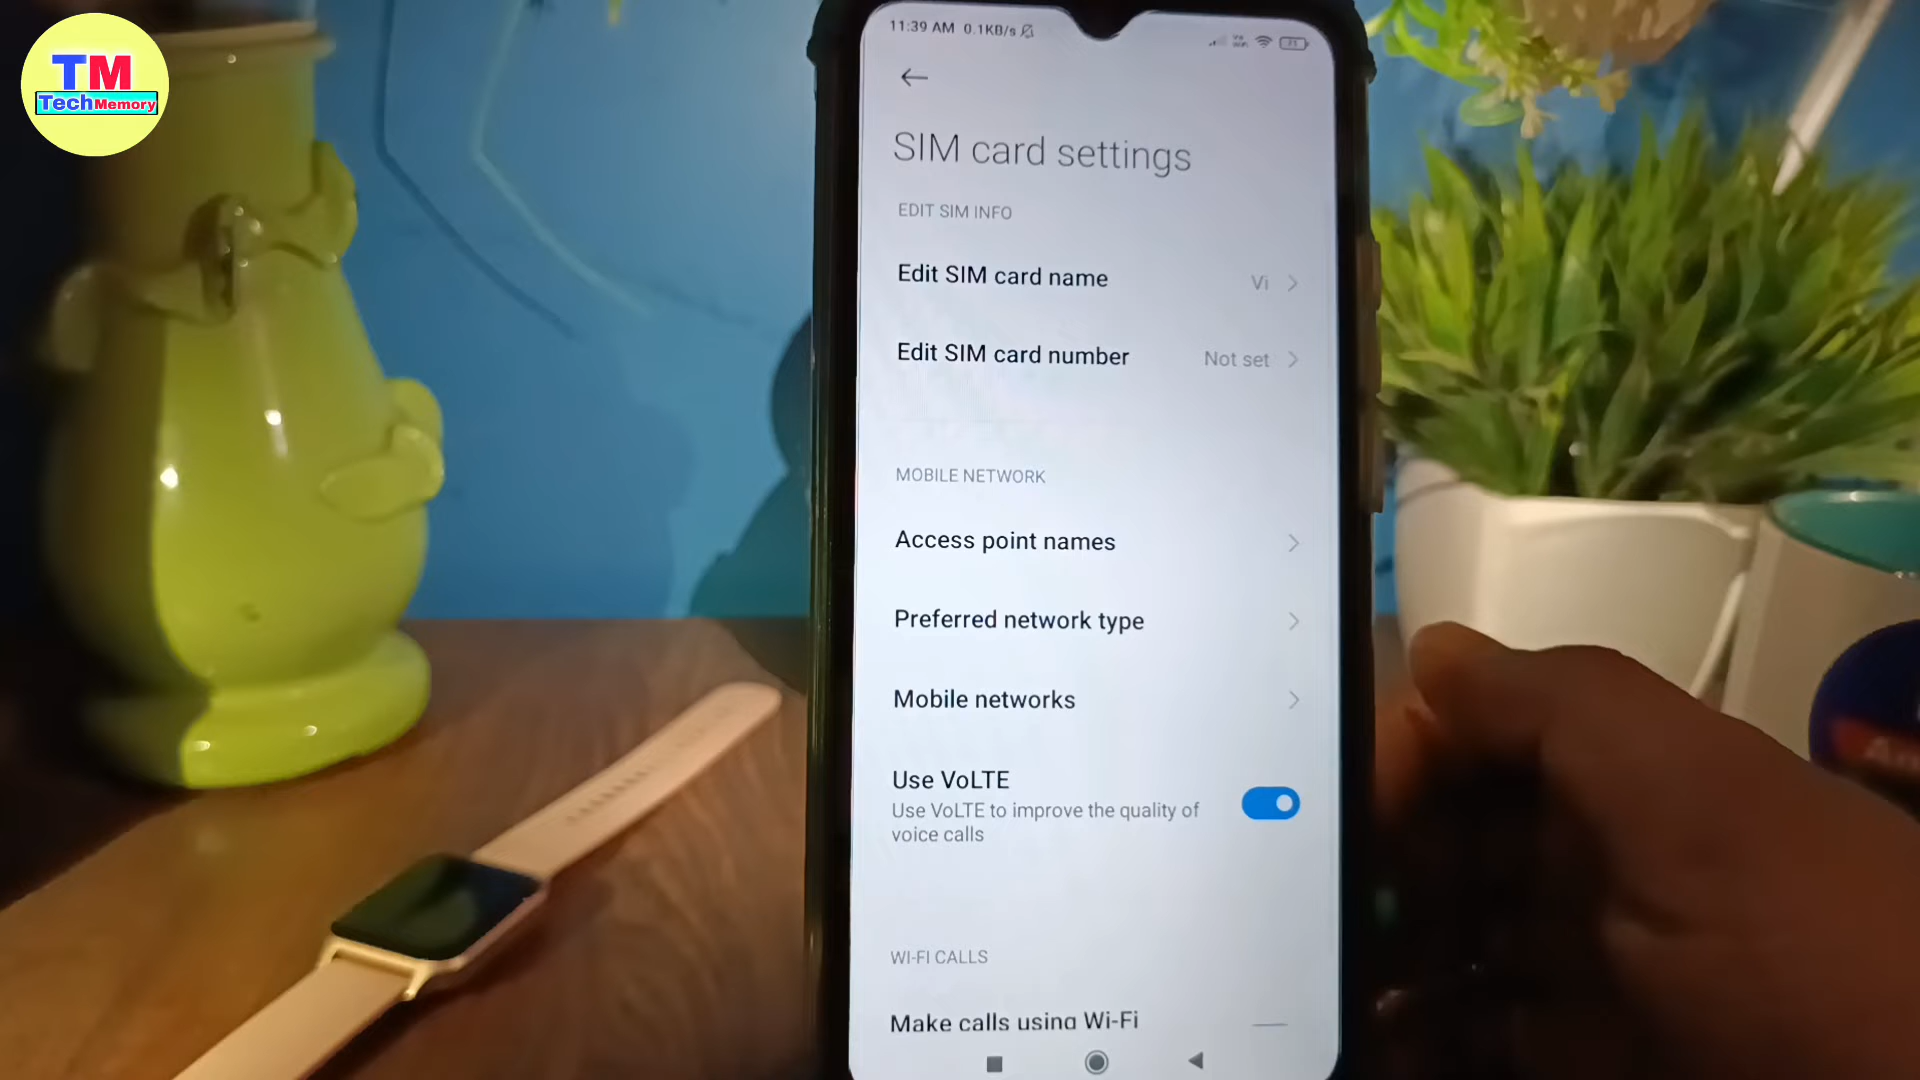 TM
TechMemory
11:39 AM 0.1KB/s
SIM card settings
EDIT SIM INFO
Edit SIM card name
Vi
Edit SIM card number
Not set
MOBILE NETWORK
Access point names
Preferred network type
Mobile networks
Use VoLTE
Use VoLTE to improve the quality of
voice calls
WI-FI CALLS
Make calls using Wi-Fi